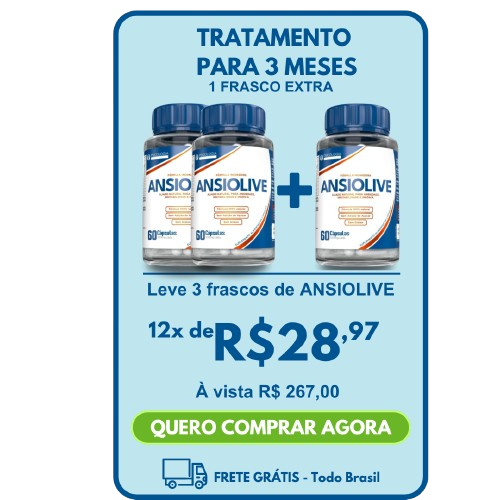 TRATAMENTO
PARA 3 MESES
1 FRASCO EXTRA
ANSIOLIVE
60 Cápsulas
ANSIOLIVE
60 Cápsulas
+
ANSIOLIVE
60 Cápsulas
Leve 3 frascos de ANSIOLIVE
12x de R$28,97
À vista R$ 267,00
QUERO COMPRAR AGORA
FRETE GRÁTIS - Todo Brasil